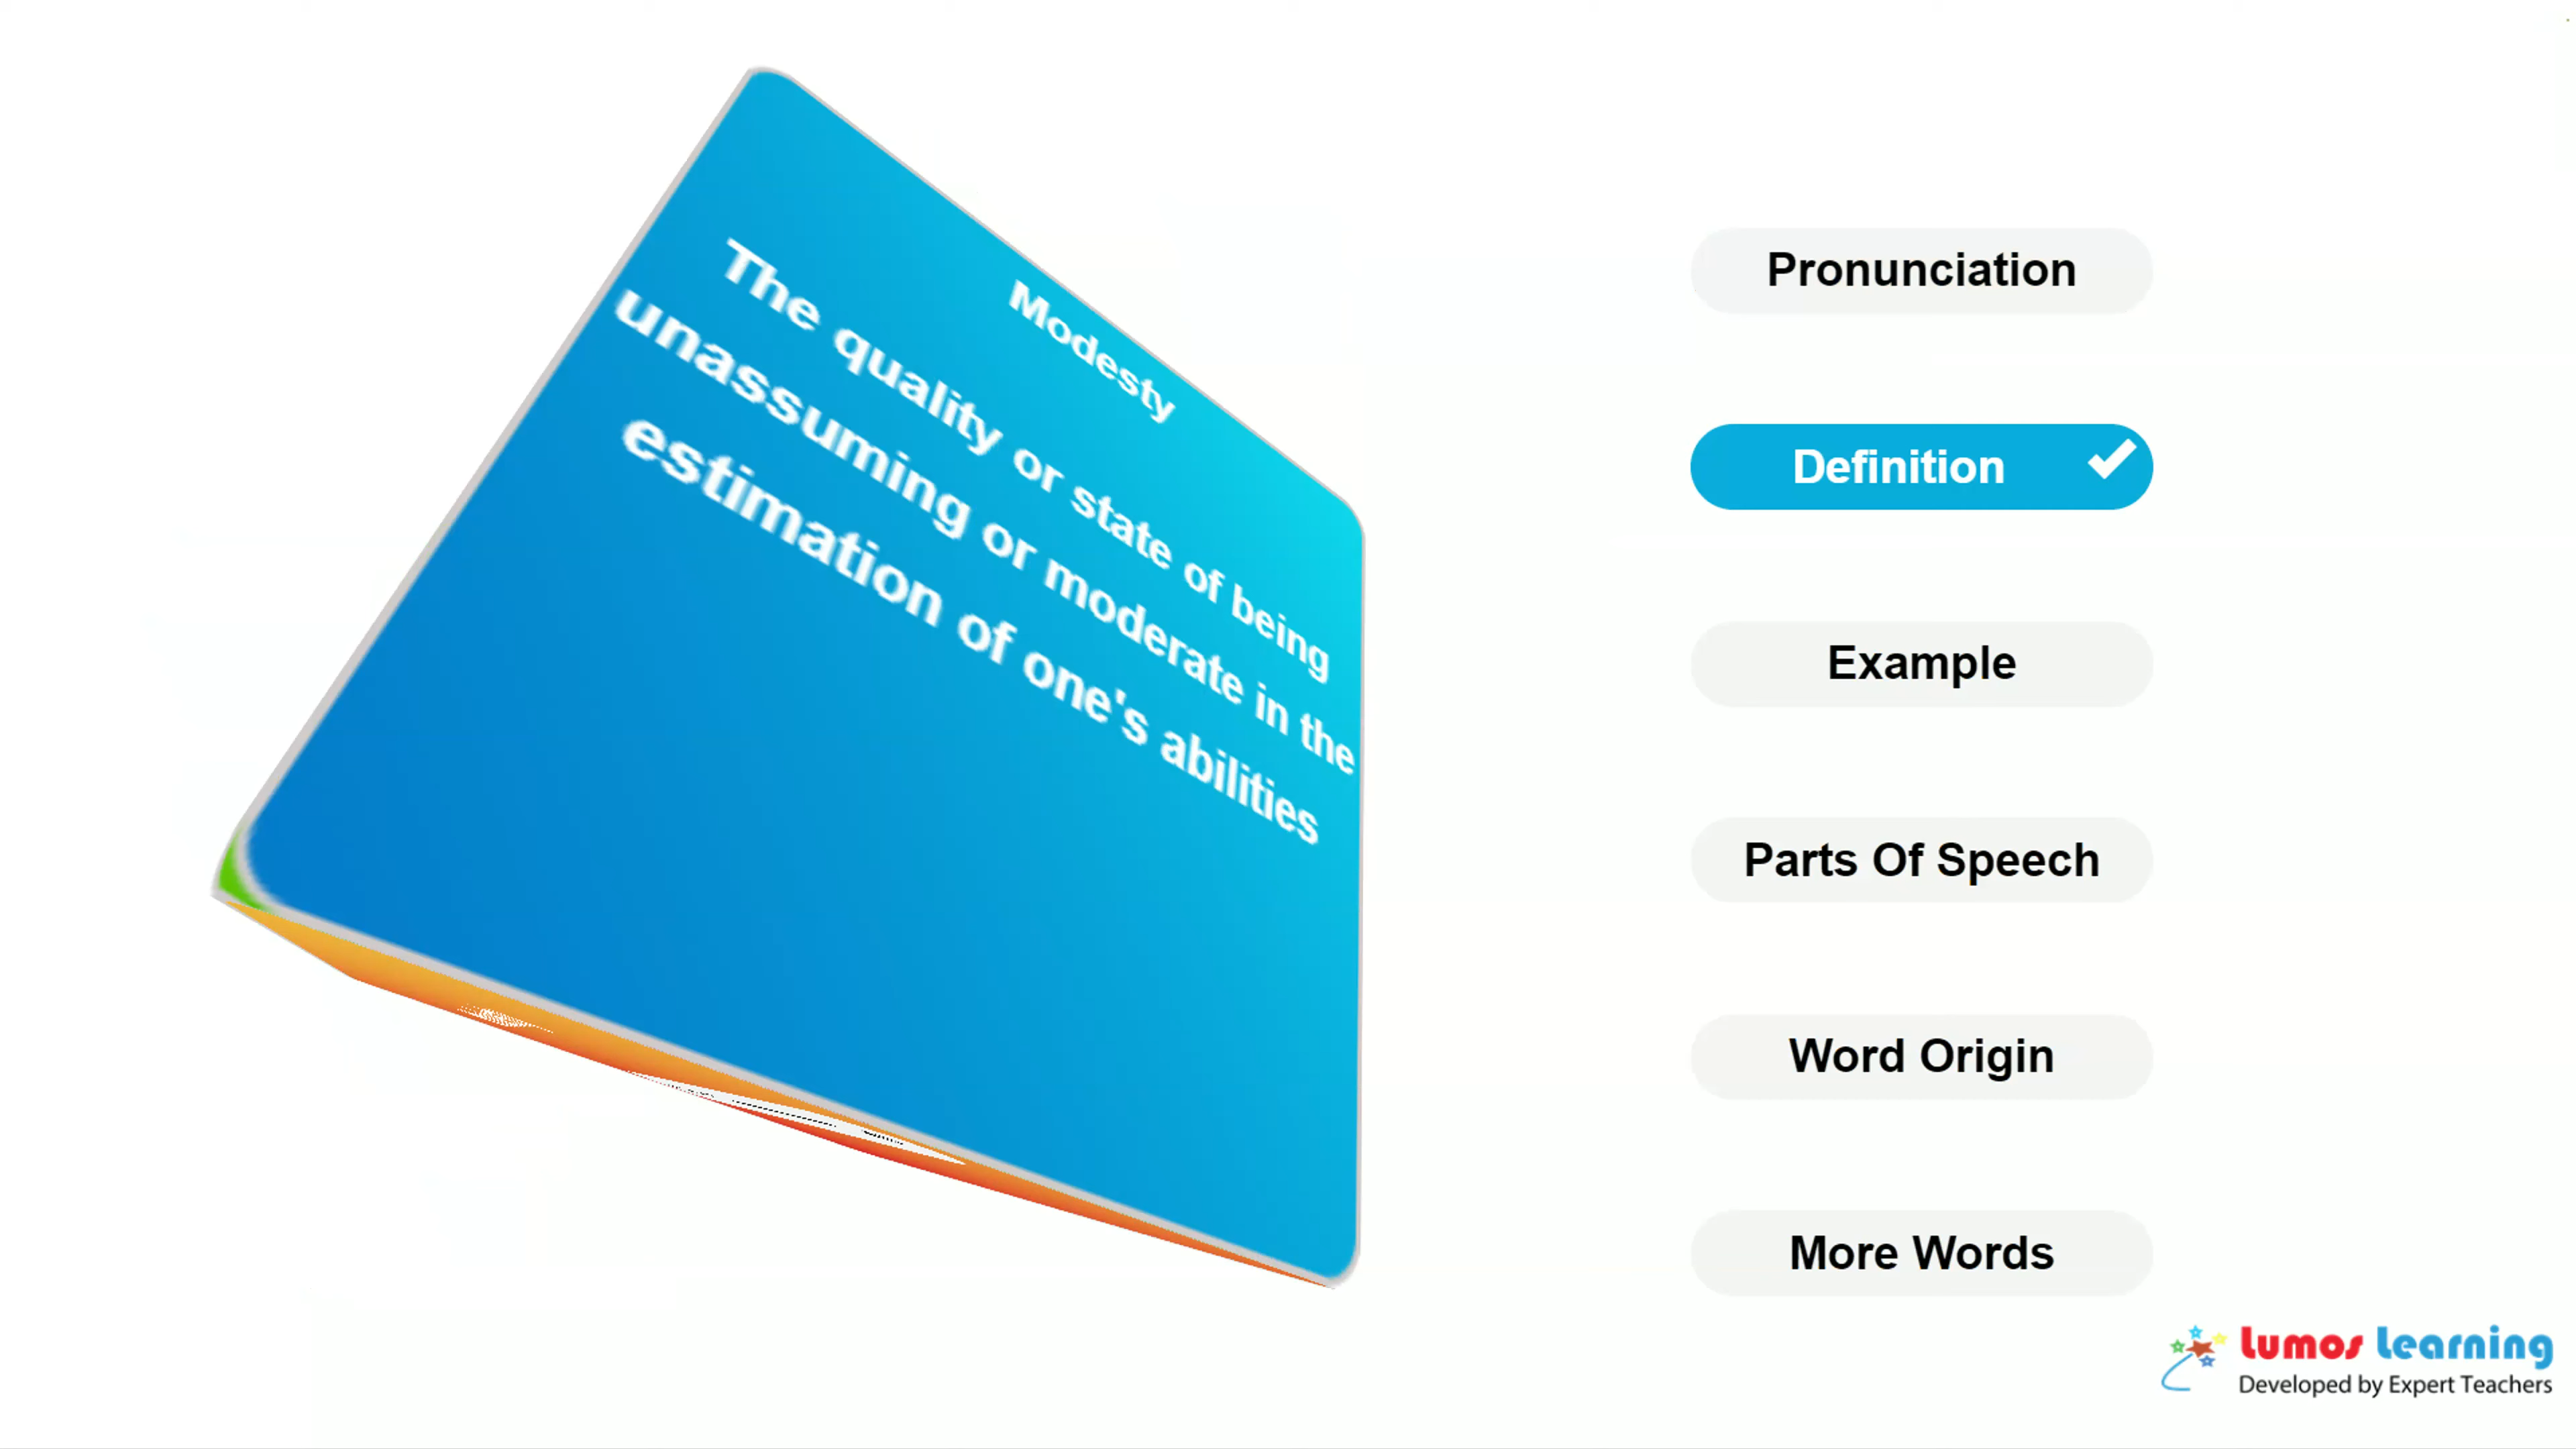 Modesty
The quality or state of being
unassuming or moderate in the
estimation of one's abilities
Pronunciation
Definition
Example
Parts Of Speech
Word Origin
More Words
Lumos Learning
Developed by Expert Teachers